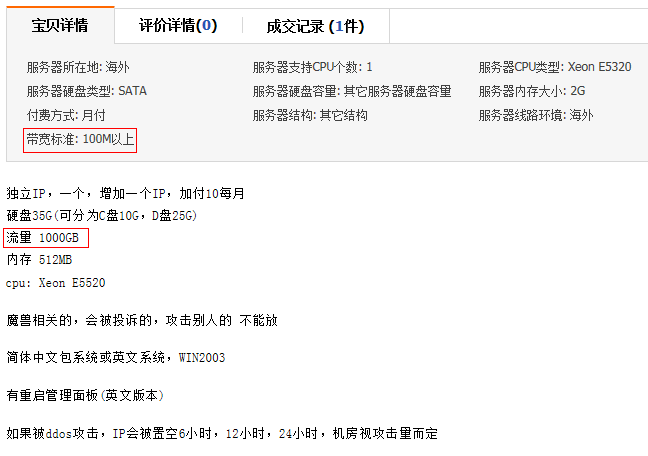 宝贝详情 评价详情(0) 成交记录 (1件)
服务器所在地: 海外 服务器支持CPU个数: 1 服务器CPU类型: Xeon E5320
服务器硬盘类型: SATA 服务器硬盘容量: 其它服务器硬盘容量 服务器内存大小: 2G
付费方式: 月付 服务器结构: 其它结构 服务器线路环境: 海外
带宽标准: 100M以上
独立IP，一个，增加一个IP，加付10每月
硬盘35G(可分为C盘10G，D盘25G)
流量 1000GB
内存 512MB
cpu: Xeon E5520
魔兽相关的，会被投诉的，攻击别人的 不能放
简体中文包系统或英文系统，WIN2003
有重启管理面板(英文版本)
如果被ddos攻击，IP会被置空6小时，12小时，24小时，机房视攻击量而定